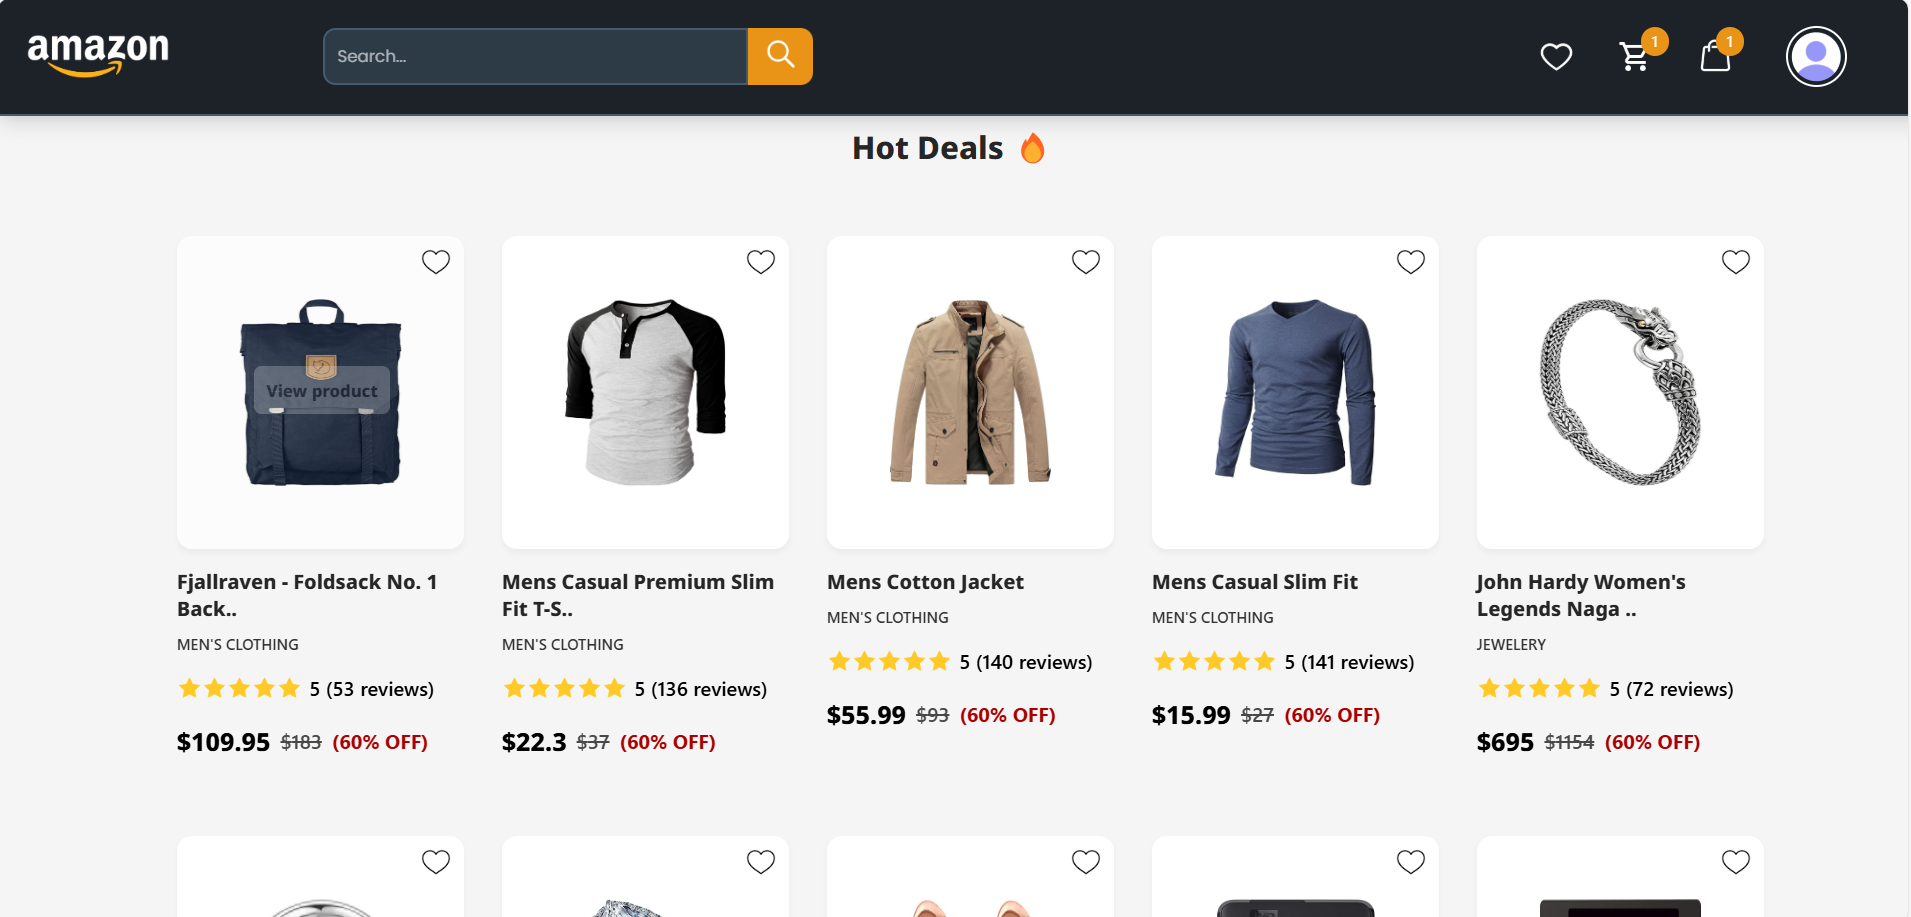 amazon
Search...
1
1
Hot Deals 🔥
View product
Fjallraven - Foldsack No. 1
Back..
MEN'S CLOTHING
5 (53 reviews)
$109.95 $183 (60% OFF)
Mens Casual Premium Slim
Fit T-S..
MEN'S CLOTHING
5 (136 reviews)
$22.3 $37 (60% OFF)
Mens Cotton Jacket
MEN'S CLOTHING
5 (140 reviews)
$55.99 $93 (60% OFF)
Mens Casual Slim Fit
MEN'S CLOTHING
5 (141 reviews)
$15.99 $27 (60% OFF)
John Hardy Women's
Legends Naga ..
JEWELERY
5 (72 reviews)
$695 $1154 (60% OFF)